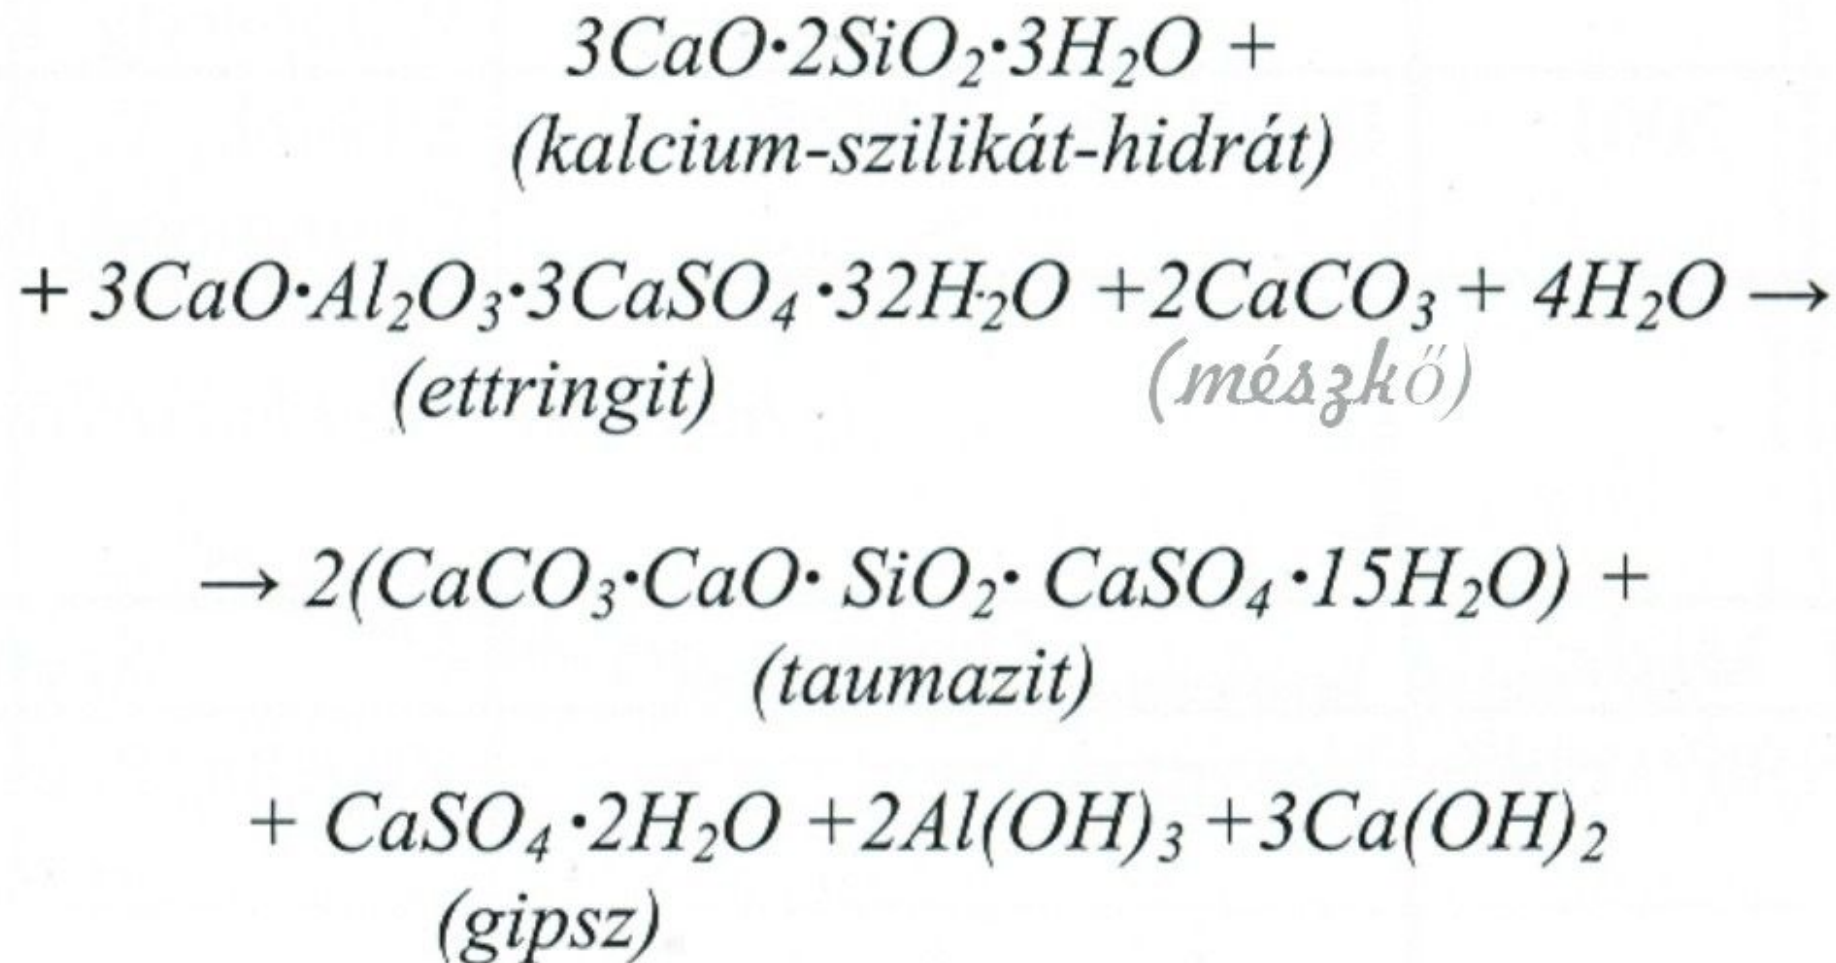 3CaO·2SiO₂·3H₂O +
(kalcium-szilikát-hidrát)
+ 3CaO·Al₂O₃·3CaSO₄ ·32H₂O +2CaCO₃ + 4H₂O →
(ettringit) (mészkő)
→ 2(CaCO₃·CaO· SiO₂· CaSO₄ ·15H₂O) +
(taumazit)
+ CaSO₄ ·2H₂O +2Al(OH)₃ +3Ca(OH)₂
(gipsz)